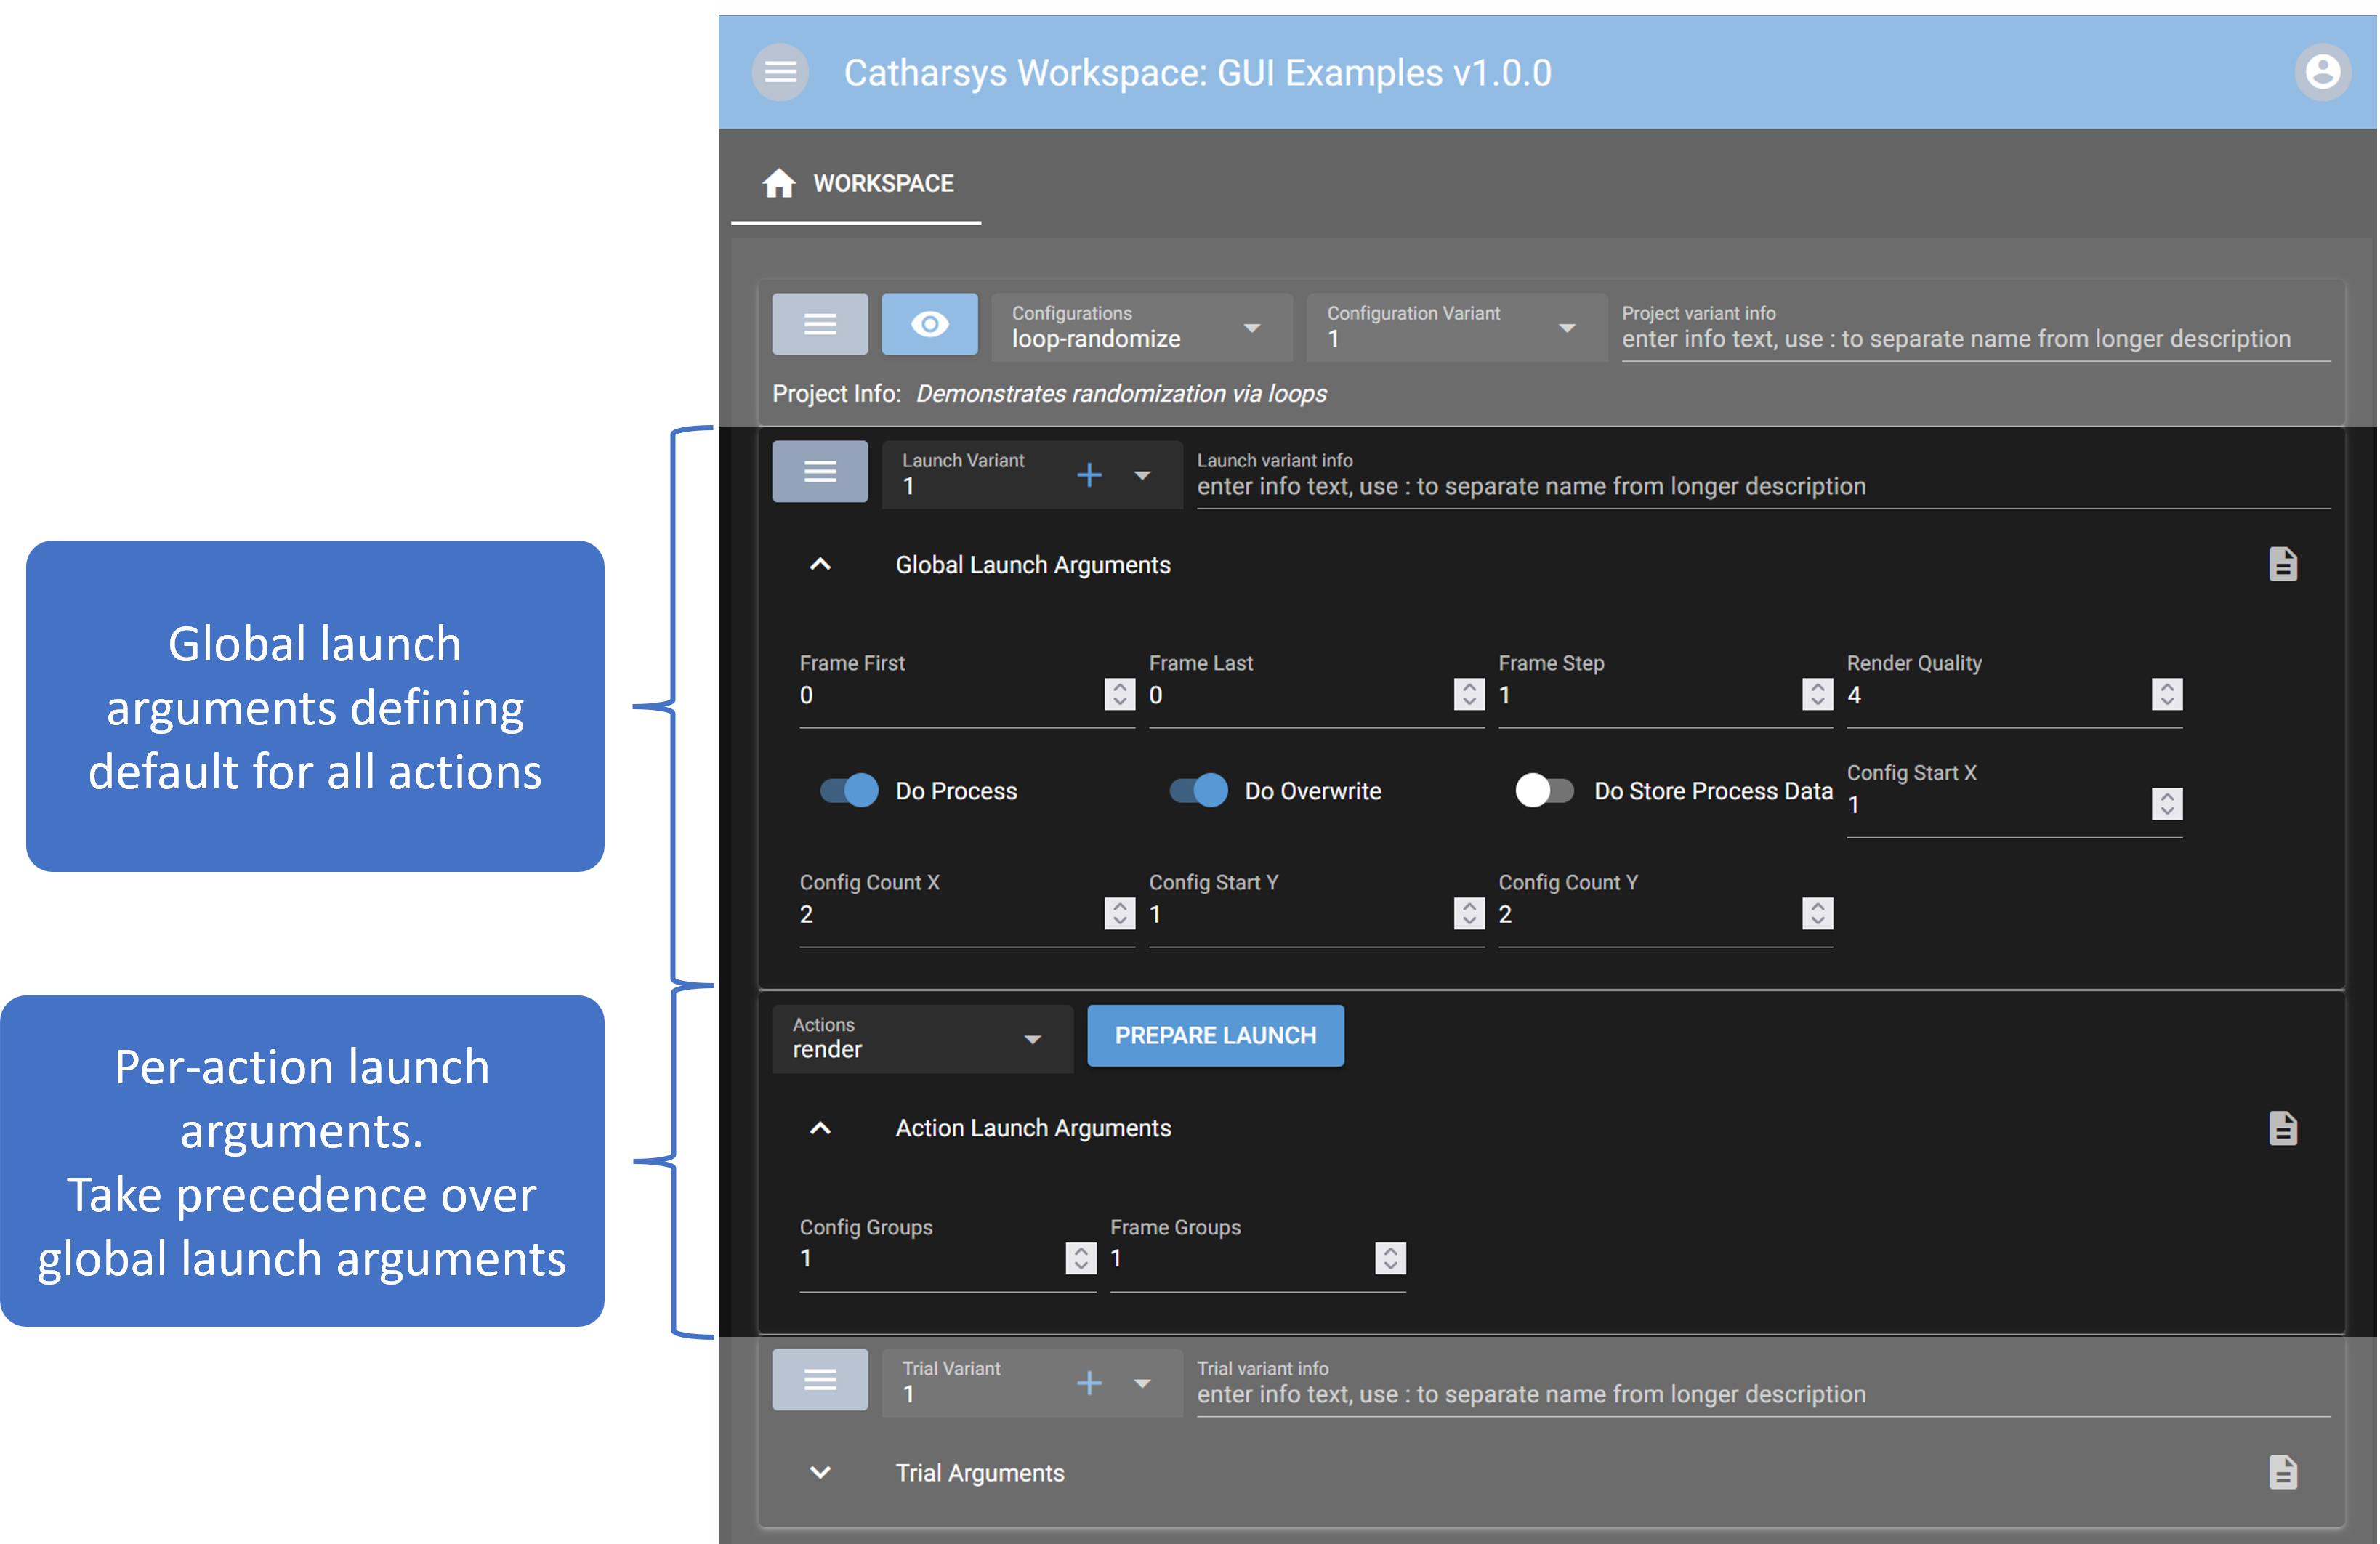 Catharsys Workspace: GUI Examples v1.0.0
WORKSPACE
Configurations
loop-randomize
Configuration Variant
1
Project variant info
enter info text, use : to separate name from longer description
Project Info: Demonstrates randomization via loops
Launch Variant
1
Launch variant info
enter info text, use : to separate name from longer description
Global Launch Arguments
Global launch
arguments defining
default for all actions
Frame First
0
Frame Last
0
Frame Step
1
Render Quality
4
Do Process
Do Overwrite
Do Store Process Data
Config Start X
1
Config Count X
2
Config Start Y
1
Config Count Y
2
Per-action launch
arguments.
Take precedence over
global launch arguments
Actions
render
PREPARE LAUNCH
Action Launch Arguments
Config Groups
1
Frame Groups
1
Trial Variant
1
Trial variant info
enter info text, use : to separate name from longer description
Trial Arguments